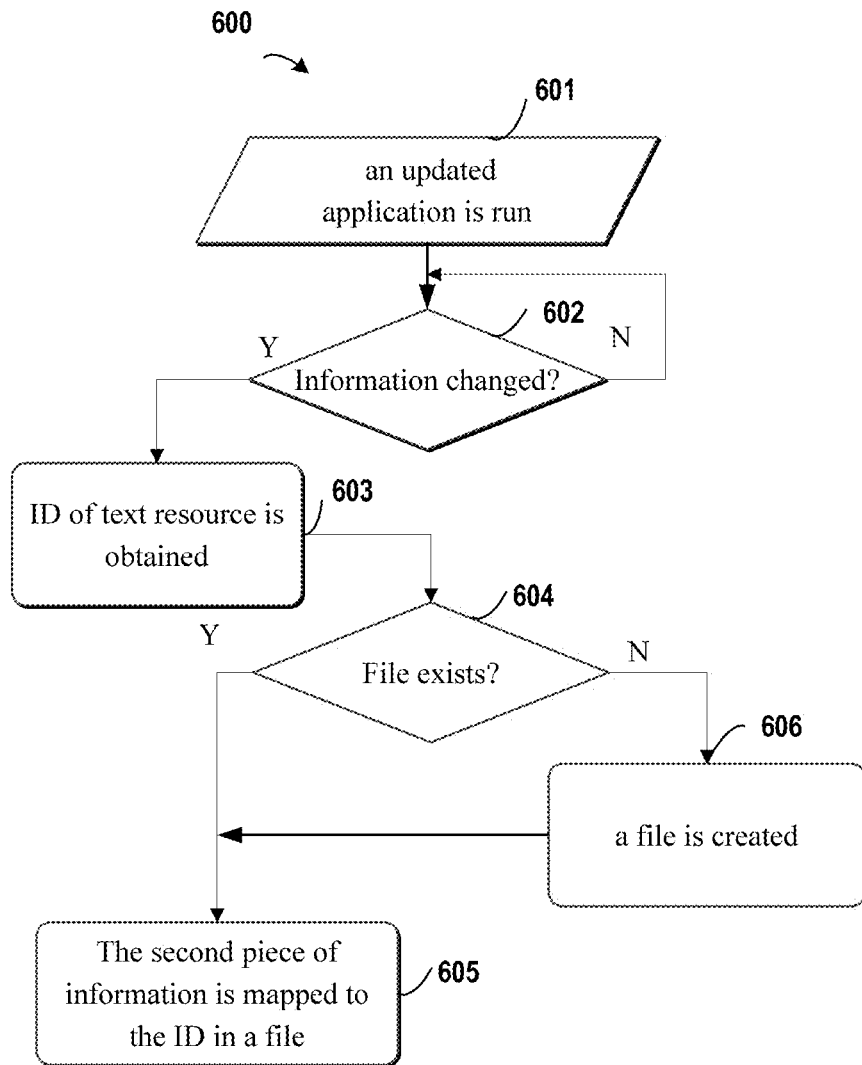 600
601
an updated
application is run
602
Y
N
Information changed?
603
ID of text resource is
obtained
604
Y
N
File exists?
606
a file is created
The second piece of
information is mapped to
the ID in a file
605